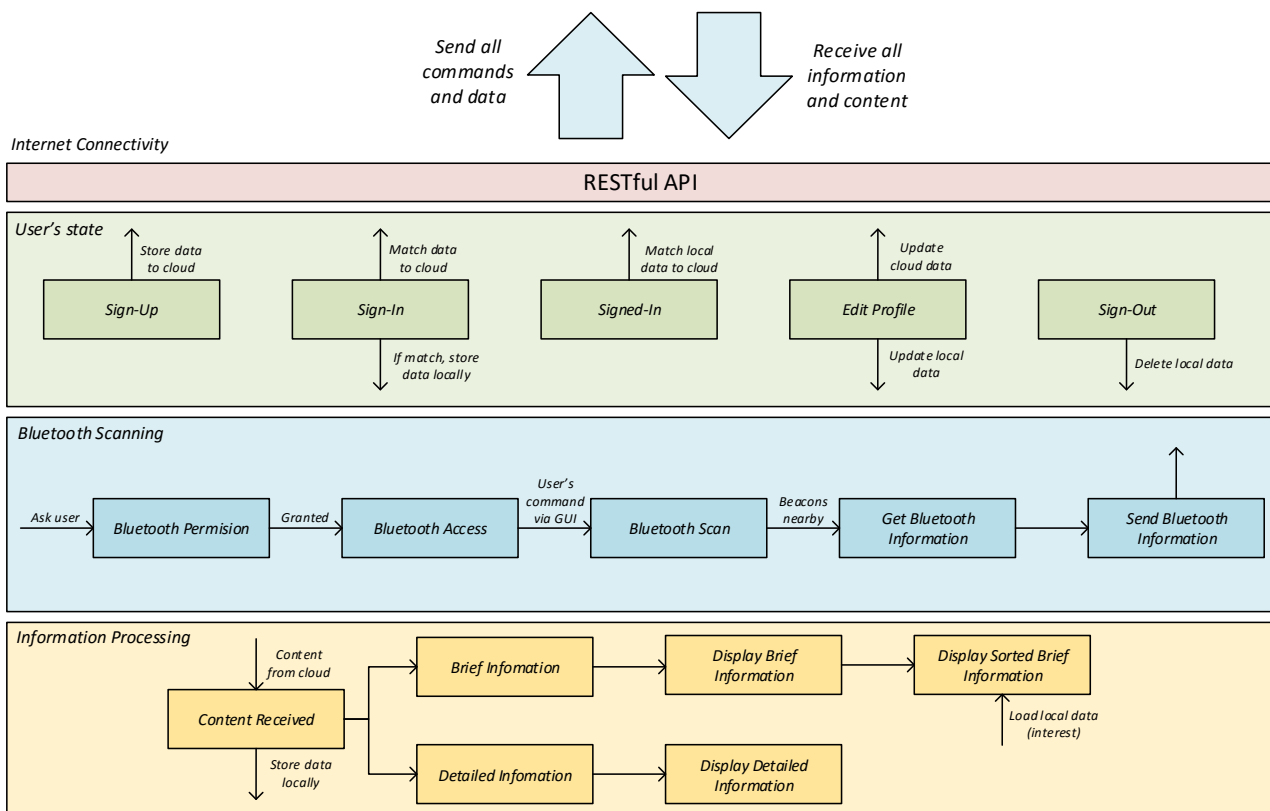 Send all
commands
and data
Receive all
information
and content
Internet Connectivity
RESTful API
User's state
Store data
to cloud
Match data
to cloud
Match local
data to cloud
Update
cloud data
Sign-Up
Sign-In
Signed-In
Edit Profile
Sign-Out
If match, store
data locally
Update local
data
Delete local data
Bluetooth Scanning
Ask user
Bluetooth Permision
Granted
Bluetooth Access
User's
command
via GUI
Bluetooth Scan
Beacons
nearby
Get Bluetooth
Information
Send Bluetooth
Information
Information Processing
Content
from cloud
Content Received
Store data
locally
Brief Infomation
Display Brief
Information
Display Sorted Brief
Information
Load local data
(interest)
Detailed Infomation
Display Detailed
Information